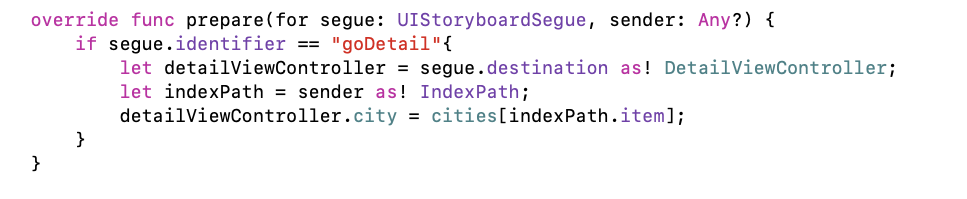 override func prepare(for segue: UIStoryboardSegue, sender: Any?) {
    if segue.identifier == "goDetail"{
        let detailViewController = segue.destination as! DetailViewController;
        let indexPath = sender as! IndexPath;
        detailViewController.city = cities[indexPath.item];
    }
}